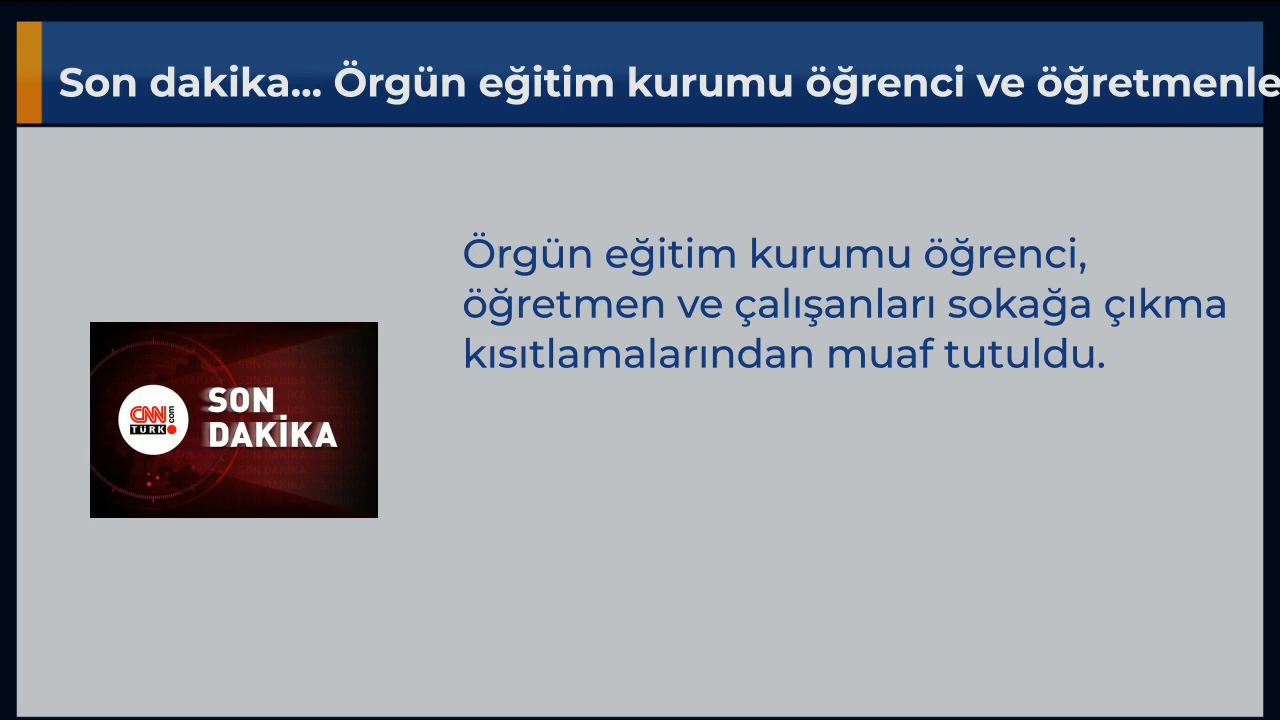 Son dakika... Örgün eğitim kurumu öğrenci ve öğretmenle
Örgün eğitim kurumu öğrenci,
öğretmen ve çalışanları sokağa çıkma
kısıtlamalarından muaf tutuldu.
CNN
TÜRK
.com
SON
DAKİKA